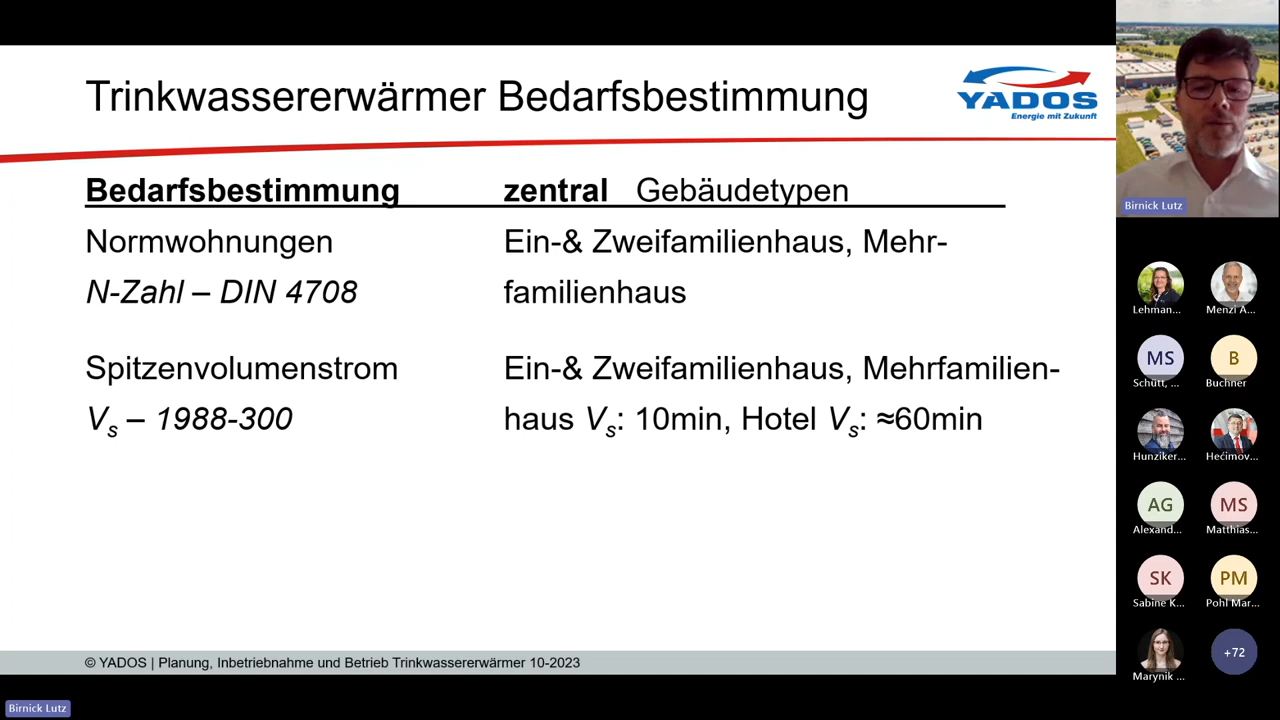 Trinkwassererwärmer Bedarfsbestimmung
YADOS
Energie mit Zukunft
Bedarfsbestimmung zentral Gebäudetypen
Normwohnungen Ein-& Zweifamilienhaus, Mehr-
N-Zahl – DIN 4708 familienhaus
Spitzenvolumenstrom Ein-& Zweifamilienhaus, Mehrfamilien-
Vs – 1988-300 haus Vs: 10min, Hotel Vs: ≈60min
© YADOS | Planung, Inbetriebnahme und Betrieb Trinkwassererwärmer 10-2023
Birnick Lutz
Birnick Lutz
Lehman... Menzi A...
MS B
Schütt, ... Buchner
Hunziker... Hećimov...
AG MS
Alexand... Matthias...
SK PM
Sabine K... Pohl Mar...
+72
Marynik ...